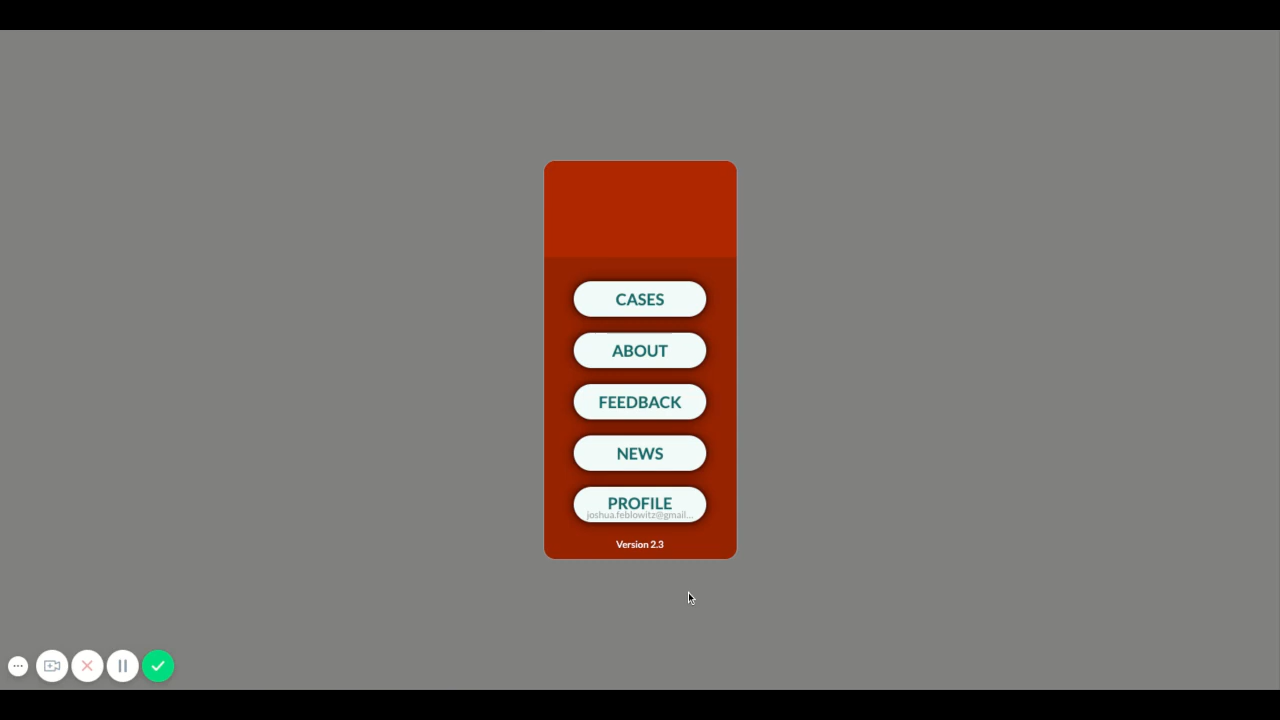 CASES
ABOUT
FEEDBACK
NEWS
PROFILE
joshua.feblowitz@gmail...
Version 2.3